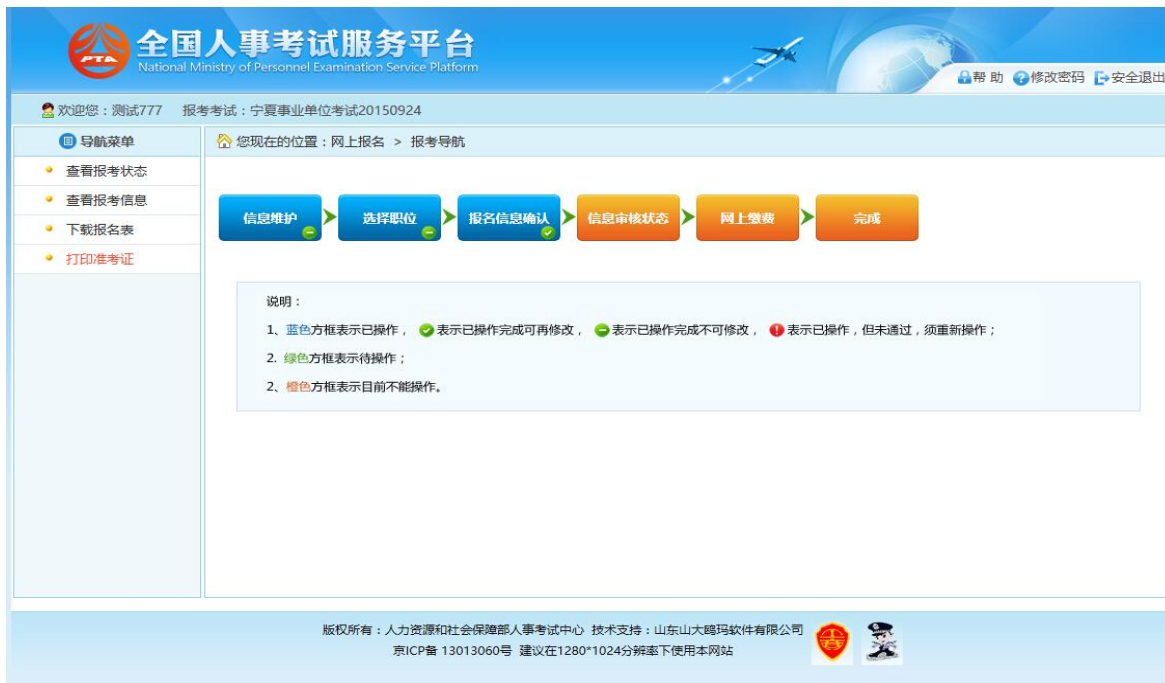 全国人事考试服务平台
PTA
National Ministry of Personnel Examination Service Platform
帮 助 修改密码 安全退出
欢迎您：测试777 报考考试：宁夏事业单位考试20150924
导航菜单
您现在的位置：网上报名 > 报考导航
查看报考状态
查看报考信息
下载报名表
打印准考证
信息维护 选择职位 报名信息确认 信息审核状态 网上缴费 完成
说明：
1、蓝色方框表示已操作， 表示已操作完成可再修改， 表示已操作完成不可修改， 表示已操作，但未通过，须重新操作；
2. 绿色方框表示待操作；
2、橙色方框表示目前不能操作。
版权所有：人力资源和社会保障部人事考试中心 技术支持：山东山大鸥玛软件有限公司
京ICP备 13013060号 建议在1280*1024分辨率下使用本网站